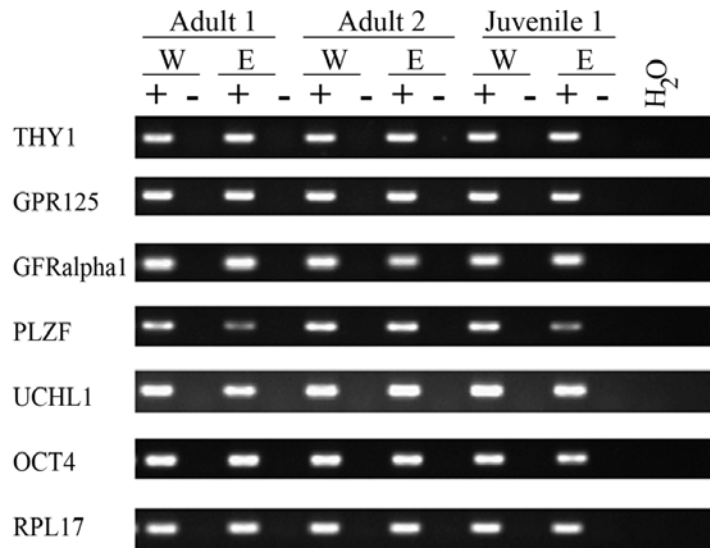 Adult 1 Adult 2 Juvenile 1
W E W E W E H₂O
+ - + - + - + - + - + -
THY1
GPR125
GFRalpha1
PLZF
UCHL1
OCT4
RPL17